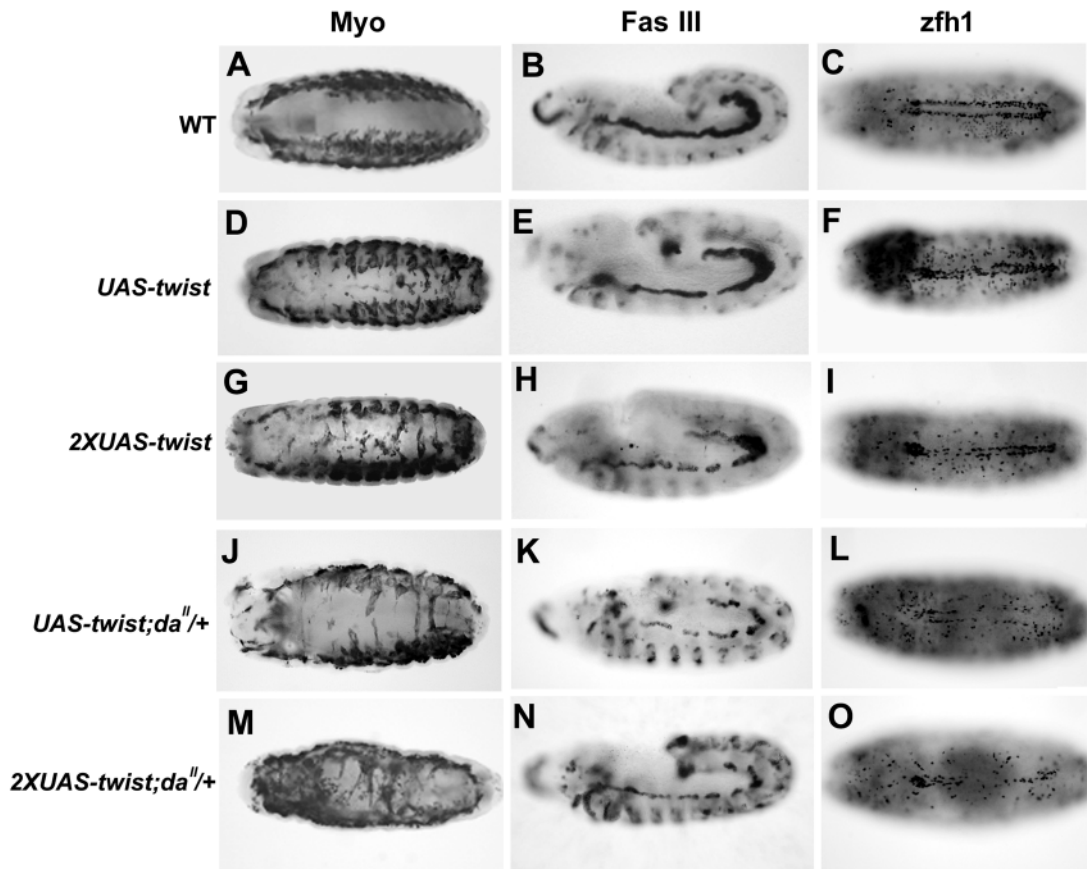 Myo Fas III zfh1
WT A B C
UAS-twist D E F
2XUAS-twist G H I
UAS-twist;da^II/+ J K L
2XUAS-twist;da^II/+ M N O